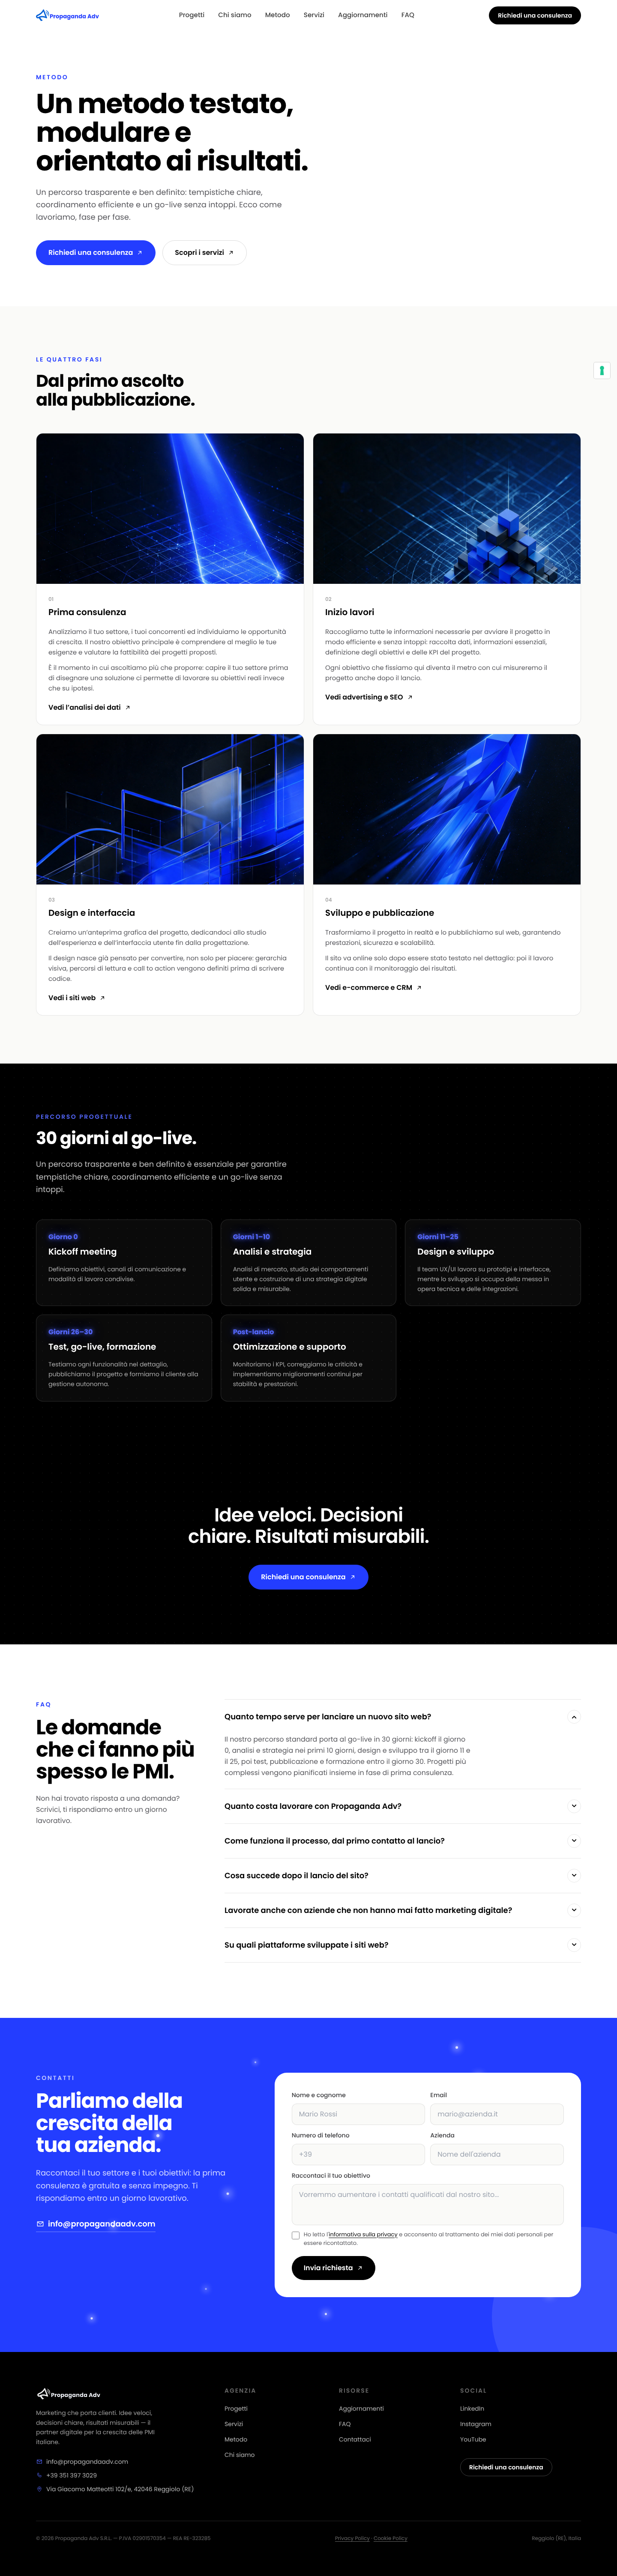 Propaganda Adv
Progetti
Chi siamo
Metodo
Servizi
Aggiornamenti
FAQ
Richiedi una consulenza
METODO
Un metodo testato,
modulare e
orientato ai risultati.
Un percorso trasparente e ben definito: tempistiche chiare,
coordinamento efficiente e un go-live senza intoppi. Ecco come
lavoriamo, fase per fase.
Richiedi una consulenza
Scopri i servizi
LE QUATTRO FASI
Dal primo ascolto
alla pubblicazione.
01
Prima consulenza
Analizziamo il tuo settore, i tuoi concorrenti ed individuiamo le opportunità
di crescita. Il nostro obiettivo principale è comprendere al meglio le tue
esigenze e valutare la fattibilità dei progetti proposti.
È il momento in cui ascoltiamo più che proporre: capire il tuo settore prima
di disegnare una soluzione ci permette di lavorare su obiettivi reali invece
che su ipotesi.
Vedi l'analisi dei dati
02
Inizio lavori
Raccogliamo tutte le informazioni necessarie per avviare il progetto in
modo efficiente e senza intoppi: raccolta dati, informazioni essenziali,
definizione degli obiettivi e delle KPI del progetto.
Ogni obiettivo che fissiamo qui diventa il metro con cui misureremo il
progetto anche dopo il lancio.
Vedi advertising e SEO
03
Design e interfaccia
Creiamo un'anteprima grafica del progetto, dedicandoci allo studio
dell'esperienza e dell'interfaccia utente fin dalla progettazione.
Il design nasce già pensato per convertire, non solo per piacere: gerarchia
visiva, percorsi di lettura e call to action vengono definiti prima di scrivere
codice.
Vedi i siti web
04
Sviluppo e pubblicazione
Trasformiamo il progetto in realtà e lo pubblichiamo sul web, garantendo
prestazioni, sicurezza e scalabilità.
Il sito va online solo dopo essere stato testato nel dettaglio: poi il lavoro
continua con il monitoraggio dei risultati.
Vedi e-commerce e CRM
PERCORSO PROGETTUALE
30 giorni al go-live.
Un percorso trasparente e ben definito è essenziale per garantire
tempistiche chiare, coordinamento efficiente e un go-live senza
intoppi.
Giorno 0
Kickoff meeting
Definiamo obiettivi, canali di comunicazione e
modalità di lavoro condivise.
Giorni 1–10
Analisi e strategia
Analisi di mercato, studio dei comportamenti
utente e costruzione di una strategia digitale
solida e misurabile.
Giorni 11–25
Design e sviluppo
Il team UX/UI lavora su prototipi e interfacce,
mentre lo sviluppo si occupa della messa in
opera tecnica e delle integrazioni.
Giorni 26–30
Test, go-live, formazione
Testiamo ogni funzionalità nel dettaglio,
pubblichiamo il progetto e formiamo il cliente alla
gestione autonoma.
Post-lancio
Ottimizzazione e supporto
Monitoriamo i KPI, correggiamo le criticità e
implementiamo miglioramenti continui per
stabilità e prestazioni.
Idee veloci. Decisioni
chiare. Risultati misurabili.
Richiedi una consulenza
FAQ
Le domande
che ci fanno più
spesso le PMI.
Non hai trovato risposta a una domanda?
Scrivici, ti rispondiamo entro un giorno
lavorativo.
Quanto tempo serve per lanciare un nuovo sito web?
Il nostro percorso standard porta al go-live in 30 giorni: kickoff il giorno
0, analisi e strategia nei primi 10 giorni, design e sviluppo tra il giorno 11 e
il 25, poi test, pubblicazione e formazione entro il giorno 30. Progetti più
complessi vengono pianificati insieme in fase di prima consulenza.
Quanto costa lavorare con Propaganda Adv?
Come funziona il processo, dal primo contatto al lancio?
Cosa succede dopo il lancio del sito?
Lavorate anche con aziende che non hanno mai fatto marketing digitale?
Su quali piattaforme sviluppate i siti web?
CONTATTI
Parliamo della
crescita della
tua azienda.
Raccontaci il tuo settore e i tuoi obiettivi: la prima
consulenza è gratuita e senza impegno. Ti
rispondiamo entro un giorno lavorativo.
info@propagandaadv.com
Nome e cognome
Mario Rossi
Email
mario@azienda.it
Numero di telefono
+39
Azienda
Nome dell'azienda
Raccontaci il tuo obiettivo
Vorremmo aumentare i contatti qualificati dal nostro sito...
Ho letto l'informativa sulla privacy e acconsento al trattamento dei miei dati personali per
essere ricontattato.
Invia richiesta
Propaganda Adv
Marketing che porta clienti. Idee veloci,
decisioni chiare, risultati misurabili — il
partner digitale per la crescita delle PMI
italiane.
info@propagandaadv.com
+39 351 397 3029
Via Giacomo Matteotti 102/e, 42046 Reggiolo (RE)
AGENZIA
Progetti
Servizi
Metodo
Chi siamo
RISORSE
Aggiornamenti
FAQ
Contattaci
SOCIAL
LinkedIn
Instagram
YouTube
Richiedi una consulenza
© 2026 Propaganda Adv S.R.L. — P.IVA 02901570354 — REA RE-323285
Privacy Policy · Cookie Policy
Reggiolo (RE), Italia